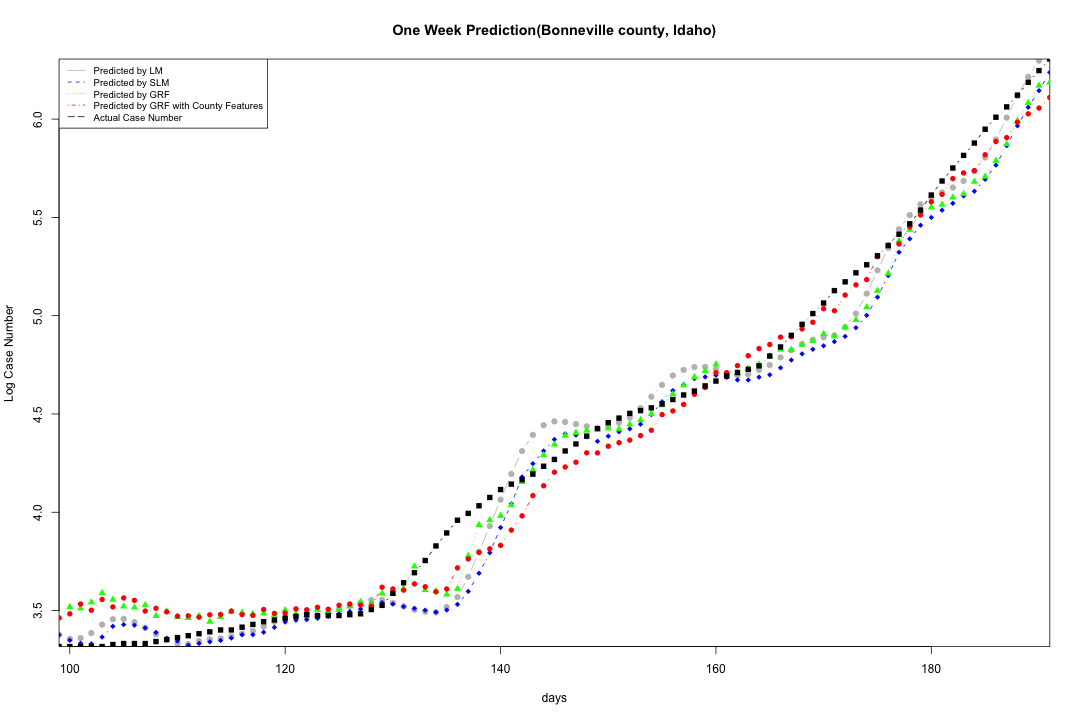 One Week Prediction(Bonneville county, Idaho)
Predicted by LM
Predicted by SLM
Predicted by GRF
Predicted by GRF with County Features
Actual Case Number
Log Case Number
6.0
5.5
5.0
4.5
4.0
3.5
100 120 140 160 180
days